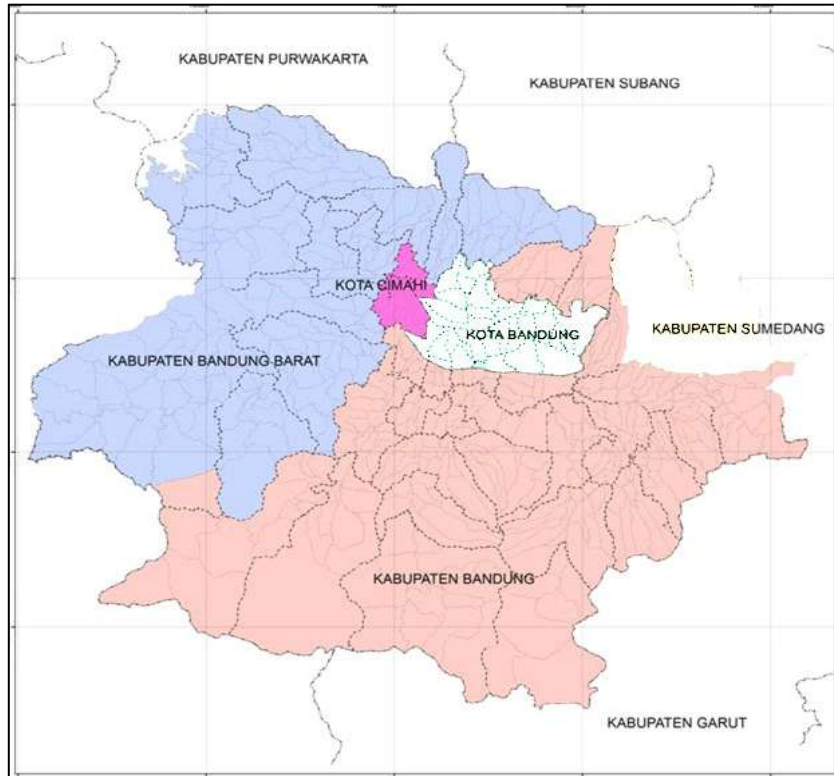 KABUPATEN PURWAKARTA
KABUPATEN SUBANG
KOTA CIMAHI
KABUPATEN SUMEDANG
KOTA BANDUNG
KABUPATEN BANDUNG BARAT
KABUPATEN BANDUNG
KABUPATEN GARUT